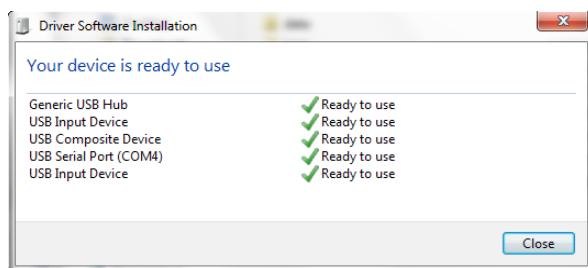 Driver Software Installation
Your device is ready to use
Generic USB Hub Ready to use
USB Input Device Ready to use
USB Composite Device Ready to use
USB Serial Port (COM4) Ready to use
USB Input Device Ready to use
Close